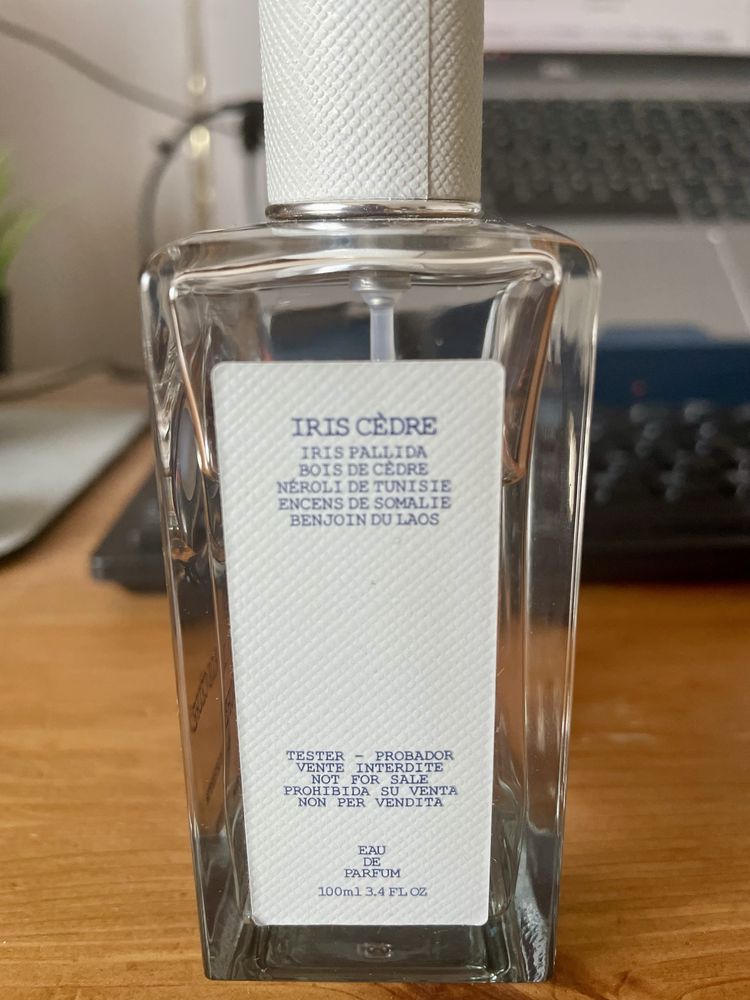 IRIS CÈDRE
IRIS PALLIDA
BOIS DE CÈDRE
NÉROLI DE TUNISIE
ENCENS DE SOMALIE
BENJOIN DU LAOS
TESTER - PROBADOR
VENTE INTERDITE
NOT FOR SALE
PROHIBIDA SU VENTA
NON PER VENDITA
EAU
DE
PARFUM
100ml 3.4 FL OZ